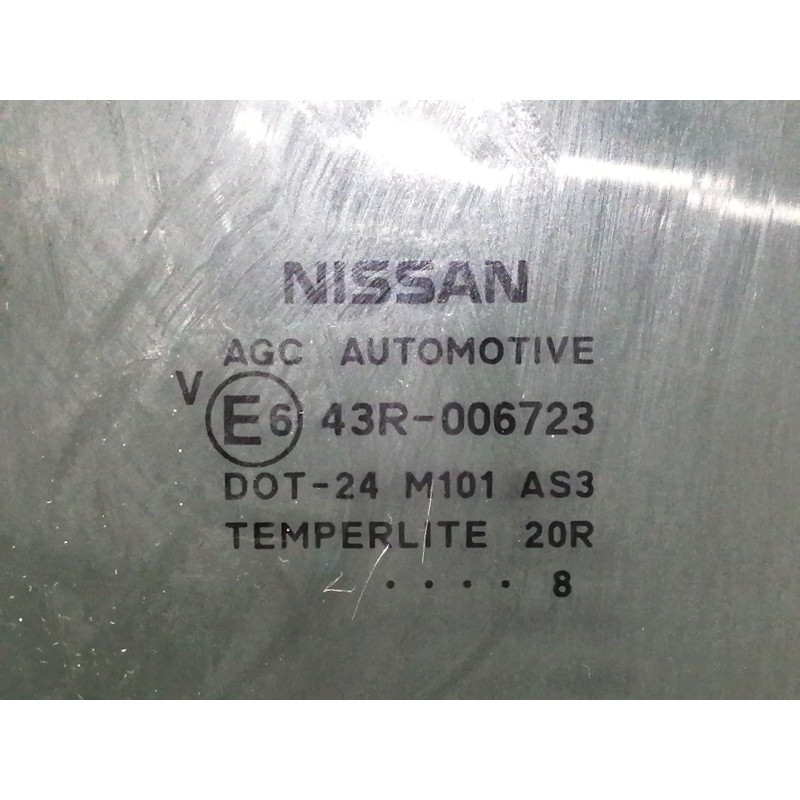 NISSAN
AGC AUTOMOTIVE
V E6 43R-006723
DOT-24 M101 AS3
TEMPERLITE 20R
. . . . 8